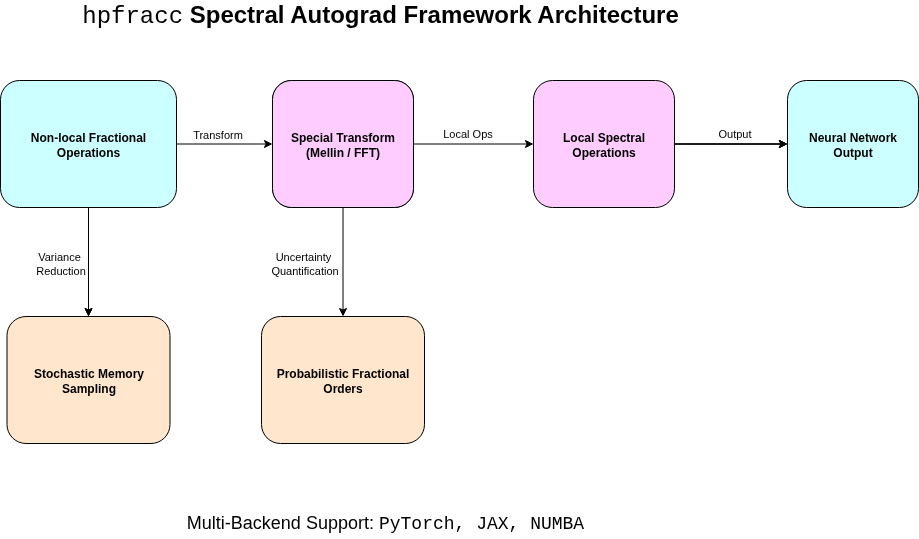 hpfracc Spectral Autograd Framework Architecture
Non-local Fractional
Operations
Transform
Special Transform
(Mellin / FFT)
Local Ops
Local Spectral
Operations
Output
Neural Network
Output
Variance
Reduction
Uncertainty
Quantification
Stochastic Memory
Sampling
Probabilistic Fractional
Orders
Multi-Backend Support: PyTorch, JAX, NUMBA